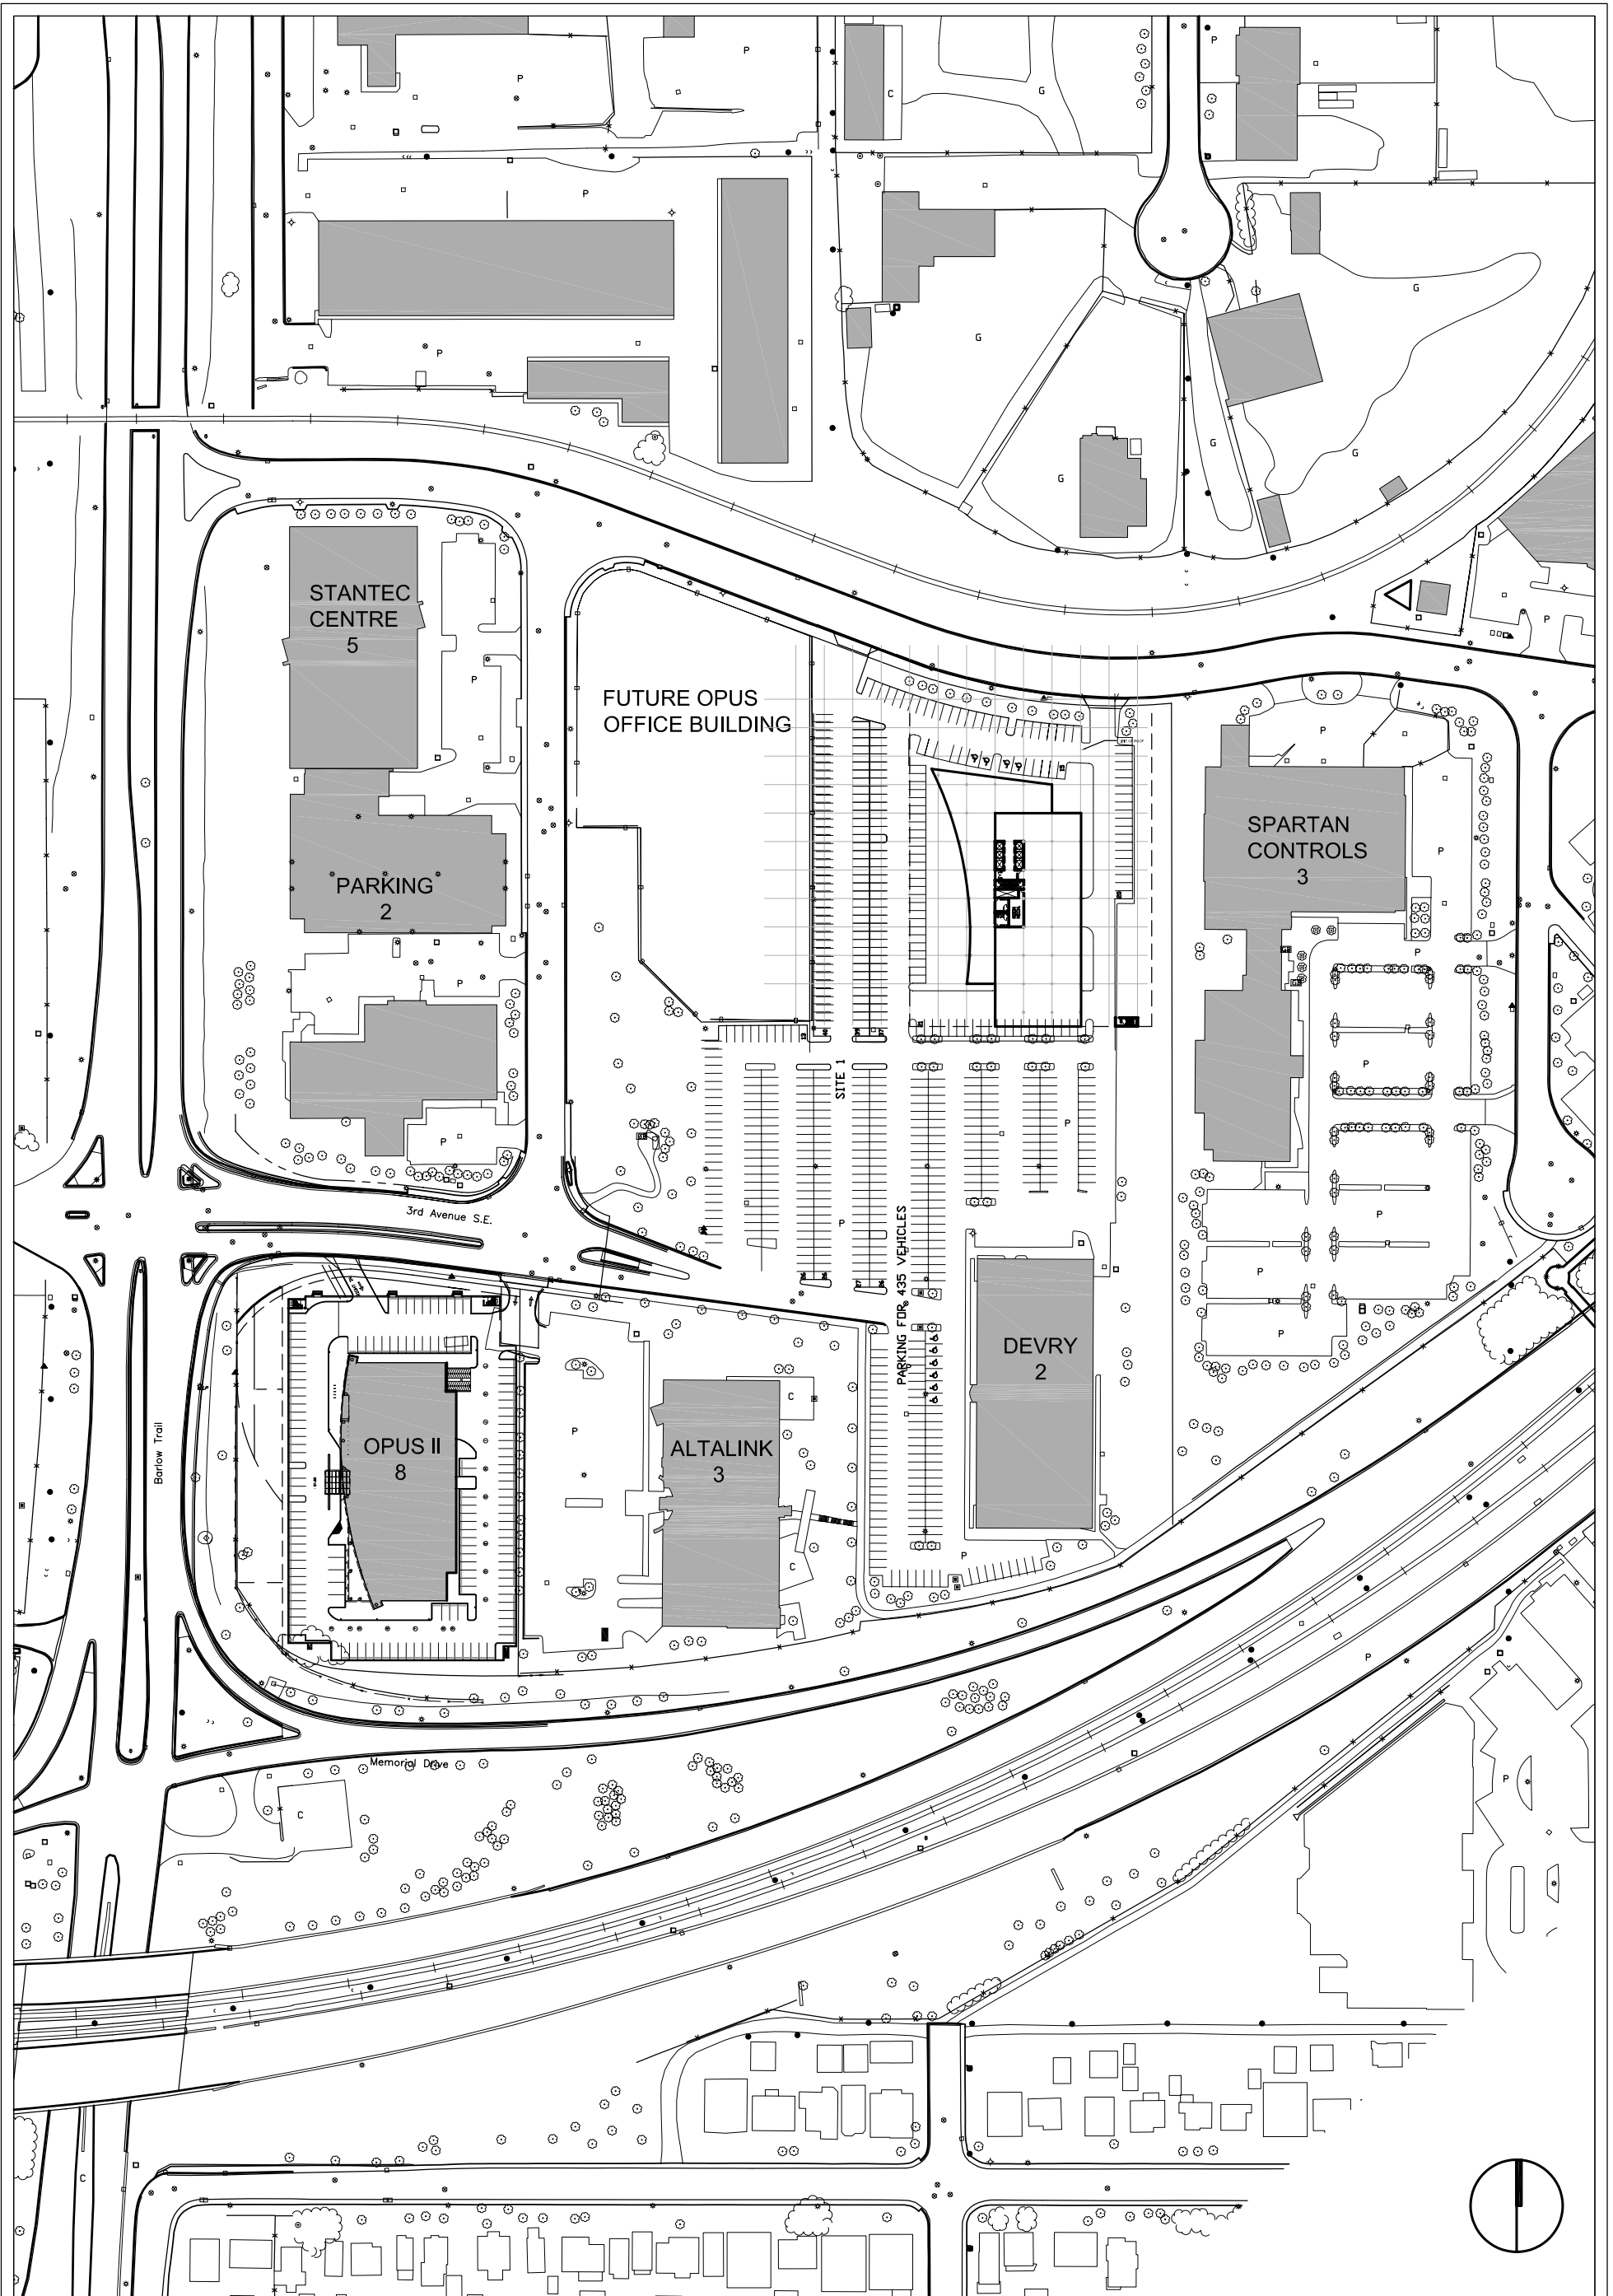 P
P
P
C
G
P
P
G
G
G
G
G
STANTEC
CENTRE
5
P
P
FUTURE OPUS
OFFICE BUILDING
P
SPARTAN
CONTROLS
3
P
PARKING
2
P
P
SITE 1
P
P
P
3rd Avenue S.E.
P
P
P
PARKING FOR 435 VEHICLES
P
DEVRY
2
Barlow Trail
OPUS II
8
P
ALTALINK
3
C
P
P
C
P
Memorial Drive
C
P
C